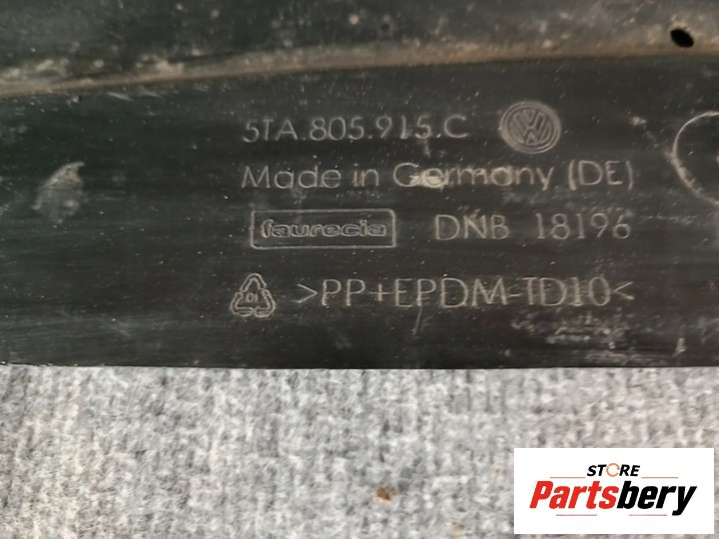 5TA.805.915.C
Made in Germany (DE)
faurecia DNB 18196
>PP+EPDM-TD10<
STORE
Partsbery